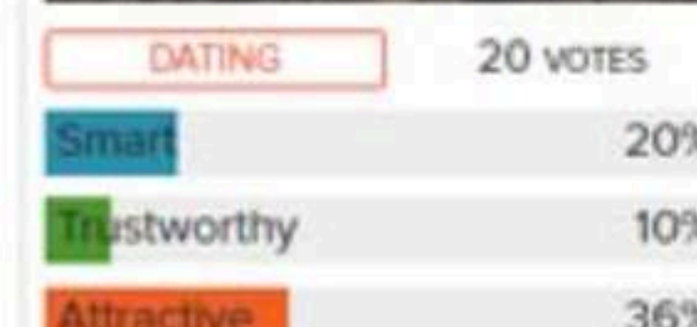 DATING 20 VOTES
Smart 20%
Trustworthy 10%
Attractive 36%